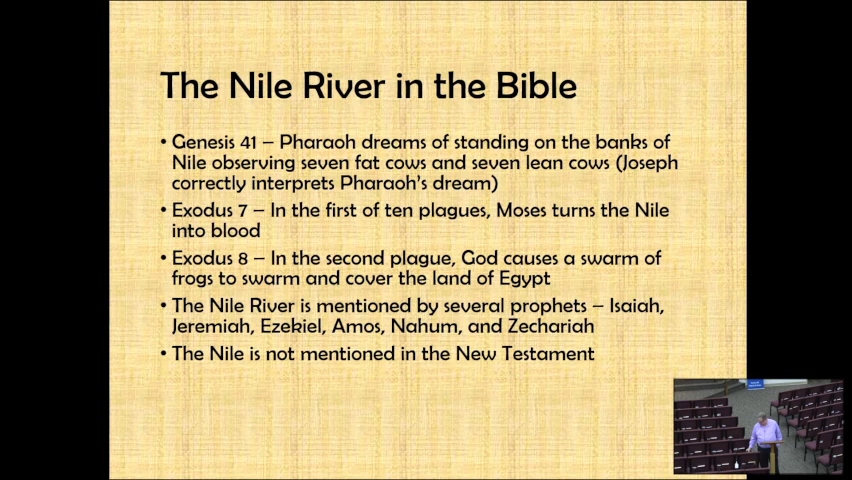 The Nile River in the Bible
• Genesis 41 – Pharaoh dreams of standing on the banks of
Nile observing seven fat cows and seven lean cows (Joseph
correctly interprets Pharaoh's dream)
• Exodus 7 – In the first of ten plagues, Moses turns the Nile
into blood
• Exodus 8 – In the second plague, God causes a swarm of
frogs to swarm and cover the land of Egypt
• The Nile River is mentioned by several prophets – Isaiah,
Jeremiah, Ezekiel, Amos, Nahum, and Zechariah
• The Nile is not mentioned in the New Testament